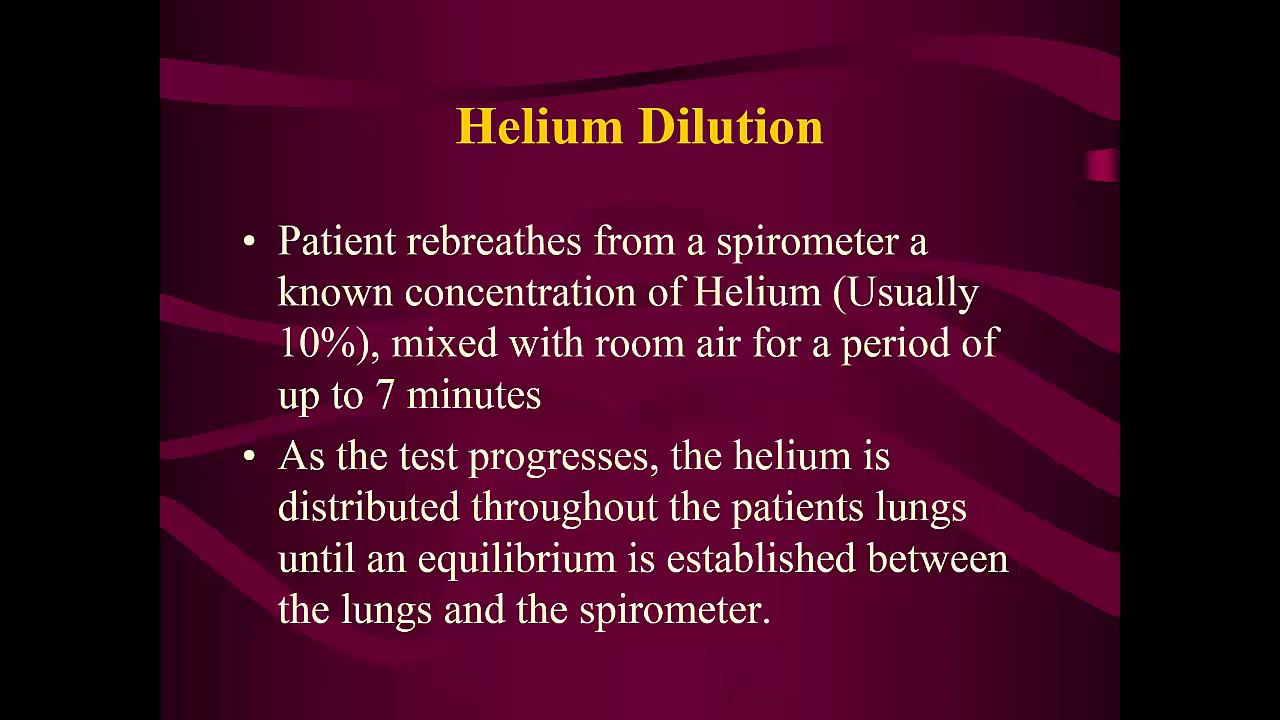 Helium Dilution
• Patient rebreathes from a spirometer a
known concentration of Helium (Usually
10%), mixed with room air for a period of
up to 7 minutes
• As the test progresses, the helium is
distributed throughout the patients lungs
until an equilibrium is established between
the lungs and the spirometer.